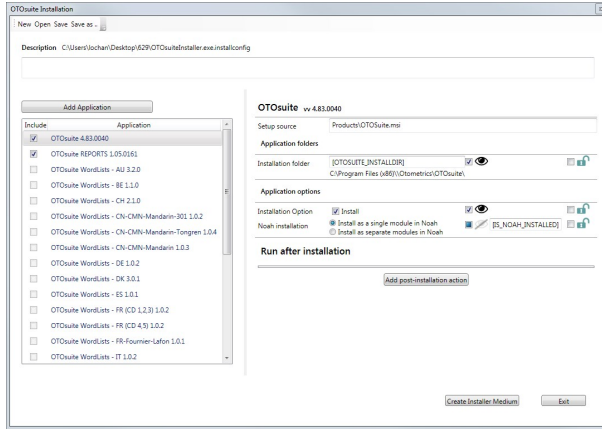 OTOsuite Installation
New Open Save Save as
Description C:\Users\lochan\Desktop\629\OTOsuiteInstaller.exe.installconfig
Add Application
Include Application
OTOsuite 4.83.0040
OTOsuite REPORTS 1.05.0161
OTOsuite WordLists - AU 3.2.0
OTOsuite WordLists - BE 1.1.0
OTOsuite WordLists - CH 2.1.0
OTOsuite WordLists - CN-CMN-Mandarin-301 1.0.2
OTOsuite WordLists - CN-CMN-Mandarin-Tongren 1.0.4
OTOsuite WordLists - CN-CMN-Mandarin 1.0.3
OTOsuite WordLists - DE 1.0.2
OTOsuite WordLists - DK 3.0.1
OTOsuite WordLists - ES 1.0.1
OTOsuite WordLists - FR (CD 1,2,3) 1.0.2
OTOsuite WordLists - FR (CD 4,5) 1.0.2
OTOsuite WordLists - FR-Fournier-Lafon 1.0.1
OTOsuite WordLists - IT 1.0.2
OTOsuite vv 4.83.0040
Setup source Products\OTOSuite.msi
Application folders
Installation folder [OTOSUITE_INSTALLDIR]
C:\Program Files (x86)\\Otometrics\OTOsuite\
Application options
Installation Option Install
Noah installation Install as a single module in Noah [IS_NOAH_INSTALLED]
Install as separate modules in Noah
Run after installation
Add post-installation action
Create Installer Medium Exit